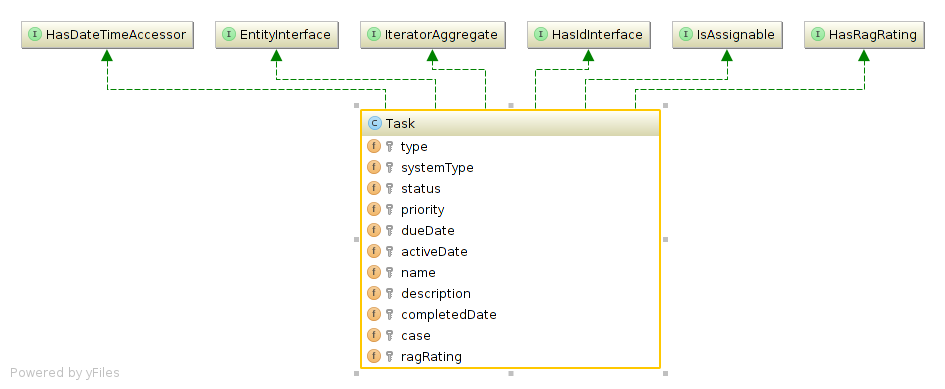 I HasDateTimeAccessor
I EntityInterface
I IteratorAggregate
I HasIdInterface
I IsAssignable
I HasRagRating
C Task
f type
f systemType
f status
f priority
f dueDate
f activeDate
f name
f description
f completedDate
f case
f ragRating
Powered by yFiles